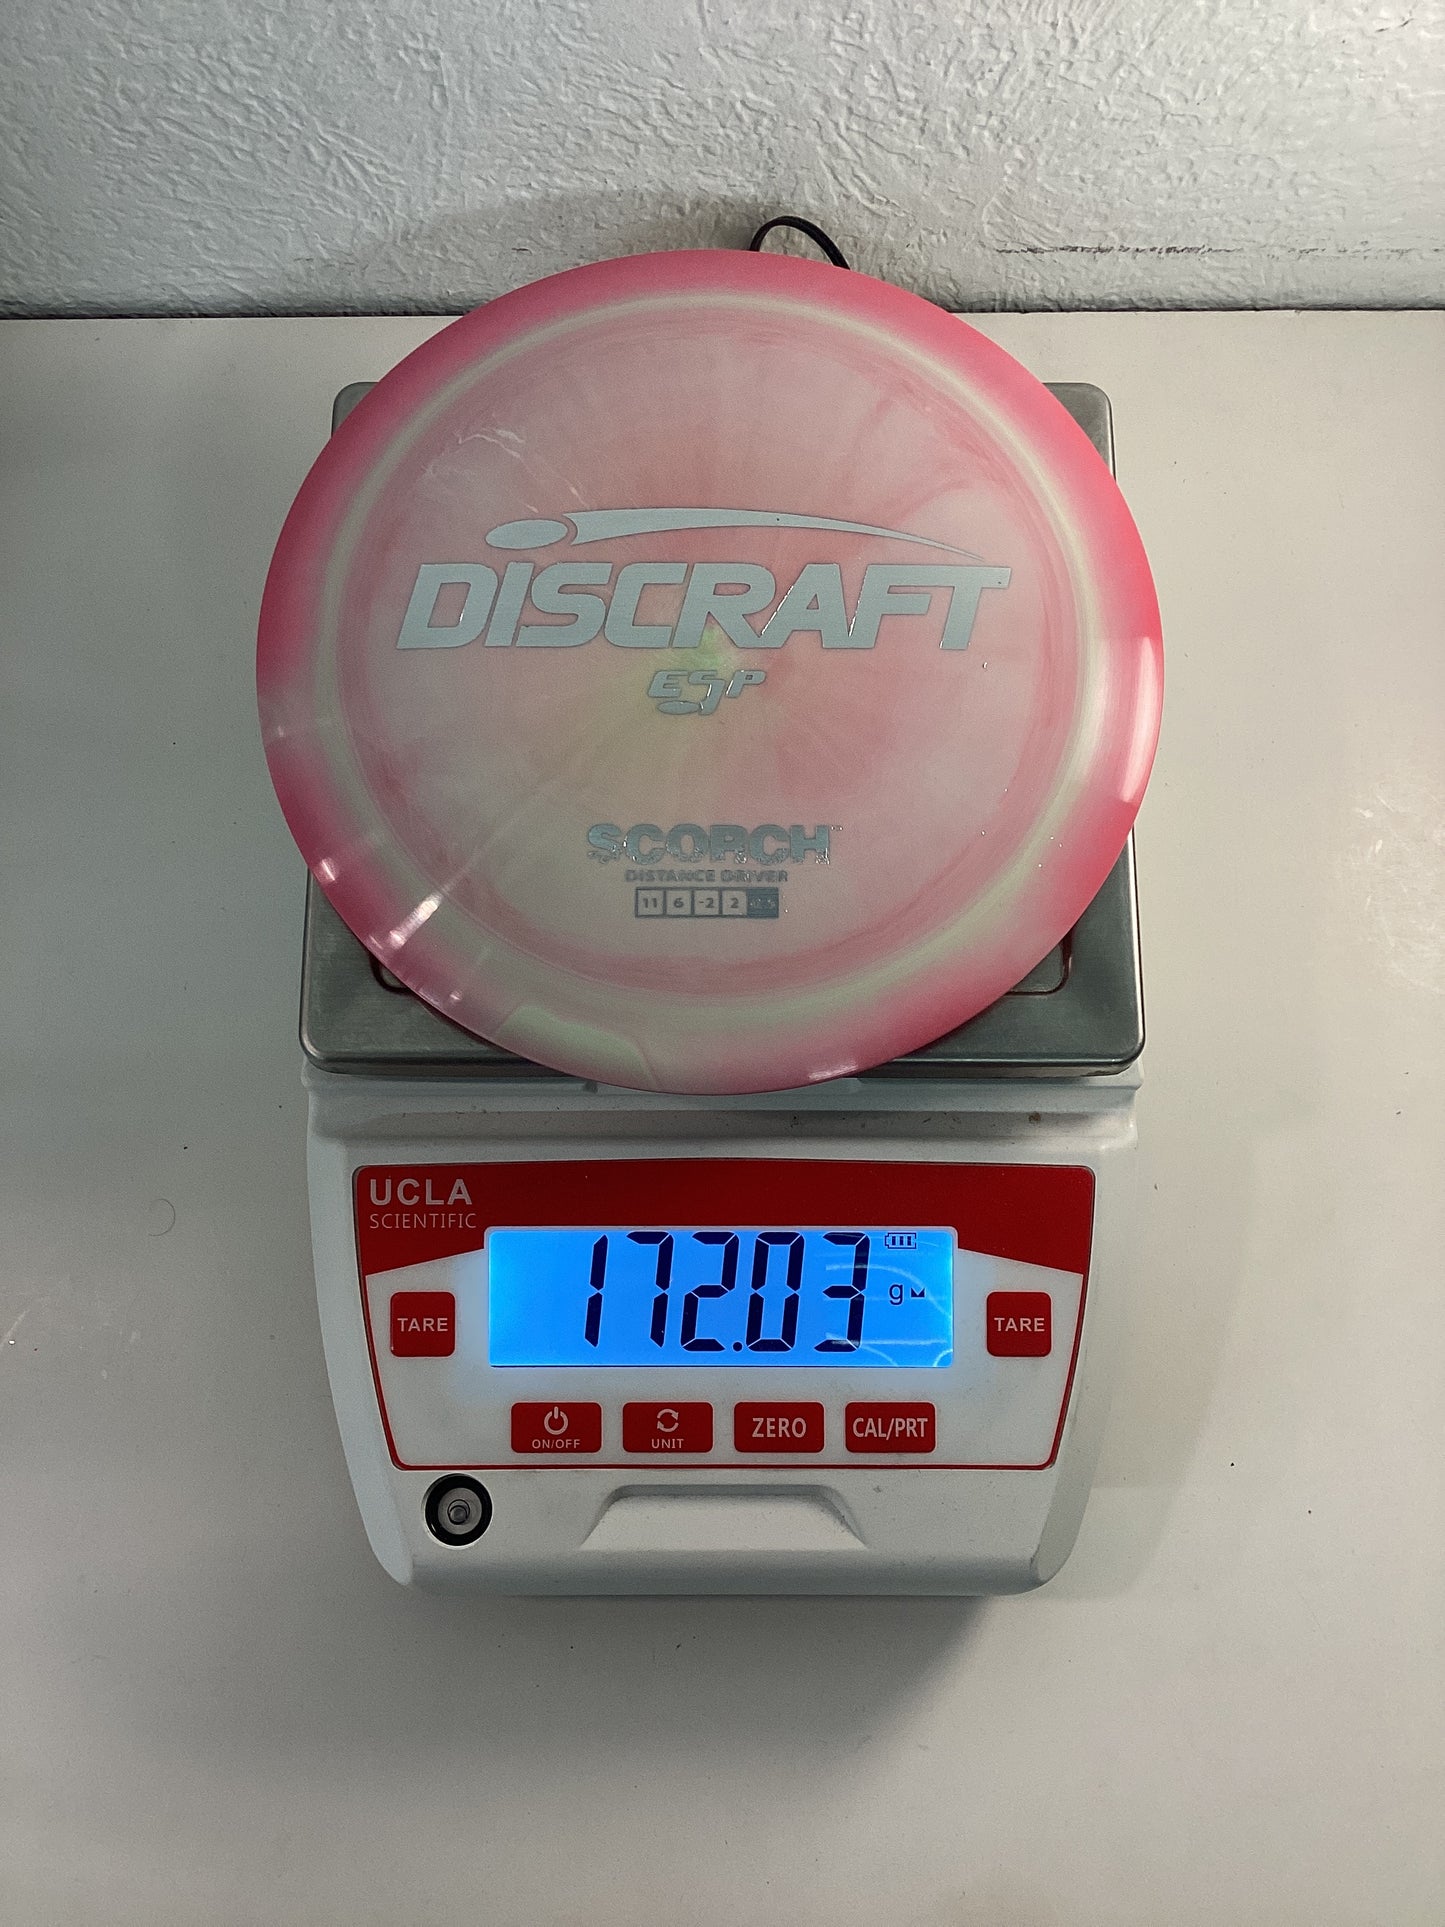 DISCRAFT
ESP
SCORCH™
DISTANCE DRIVER
11 6 -2 2
UCLA
SCIENTIFIC
172.03 g
TARE
TARE
ON/OFF UNIT ZERO CAL/PRT